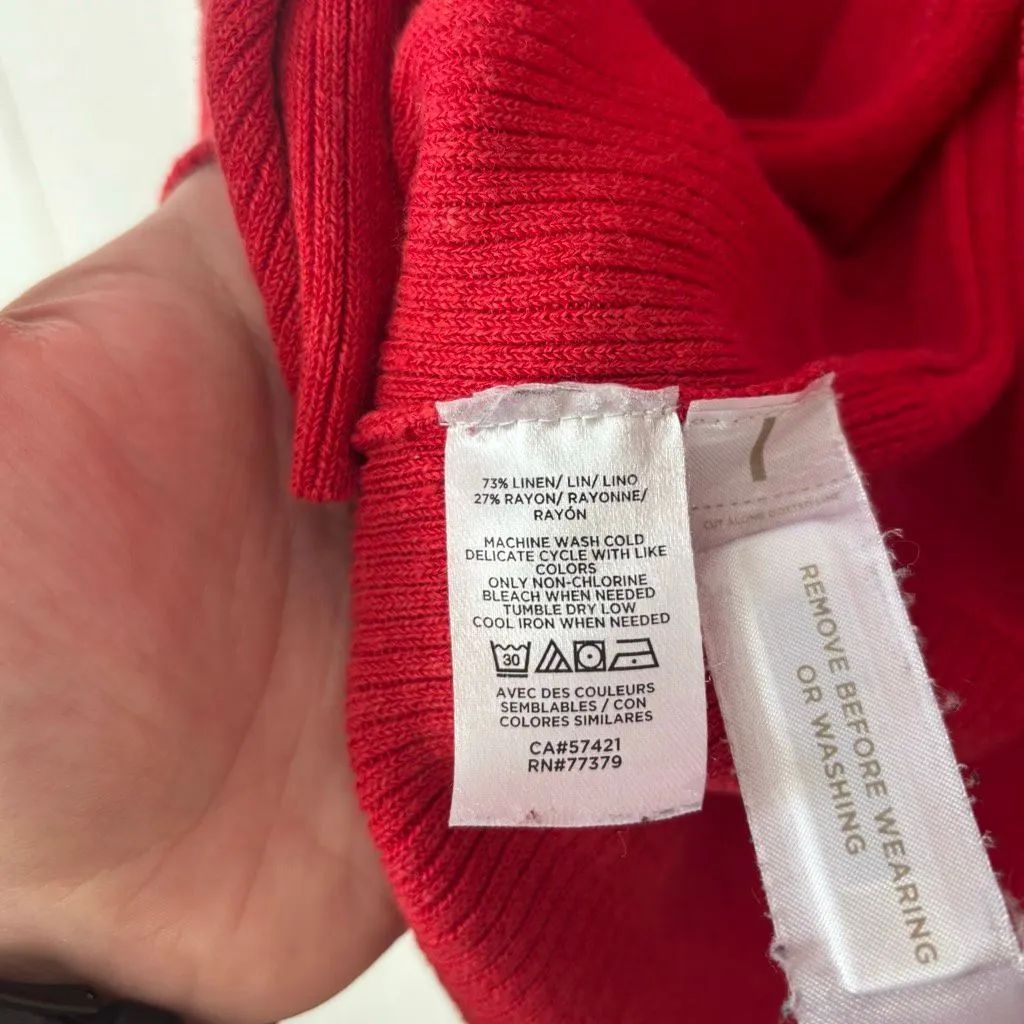 73% LINEN/ LIN/ LINO
27% RAYON/ RAYONNE/
RAYÓN
MACHINE WASH COLD
DELICATE CYCLE WITH LIKE
COLORS
ONLY NON-CHLORINE
BLEACH WHEN NEEDED
TUMBLE DRY LOW
COOL IRON WHEN NEEDED
30
AVEC DES COULEURS
SEMBLABLES / CON
COLORES SIMILARES
CA#57421
RN#77379
CUT ALONG
REMOVE BEFORE WEARING
OR WASHING